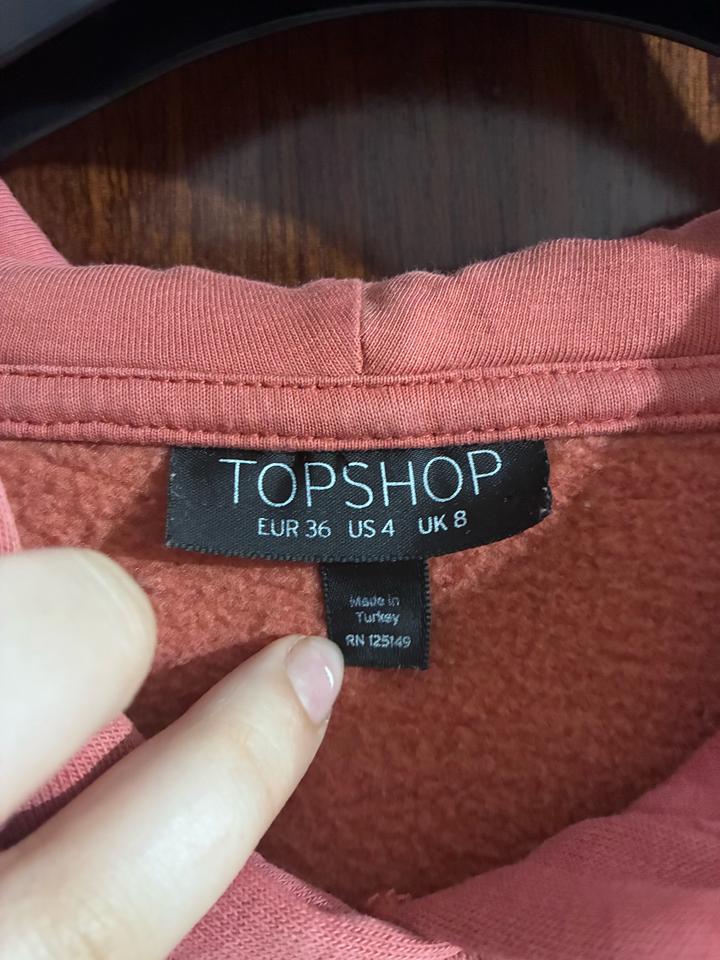 TOPSHOP
EUR 36 US 4 UK 8
Made in
Turkey
RN 125149